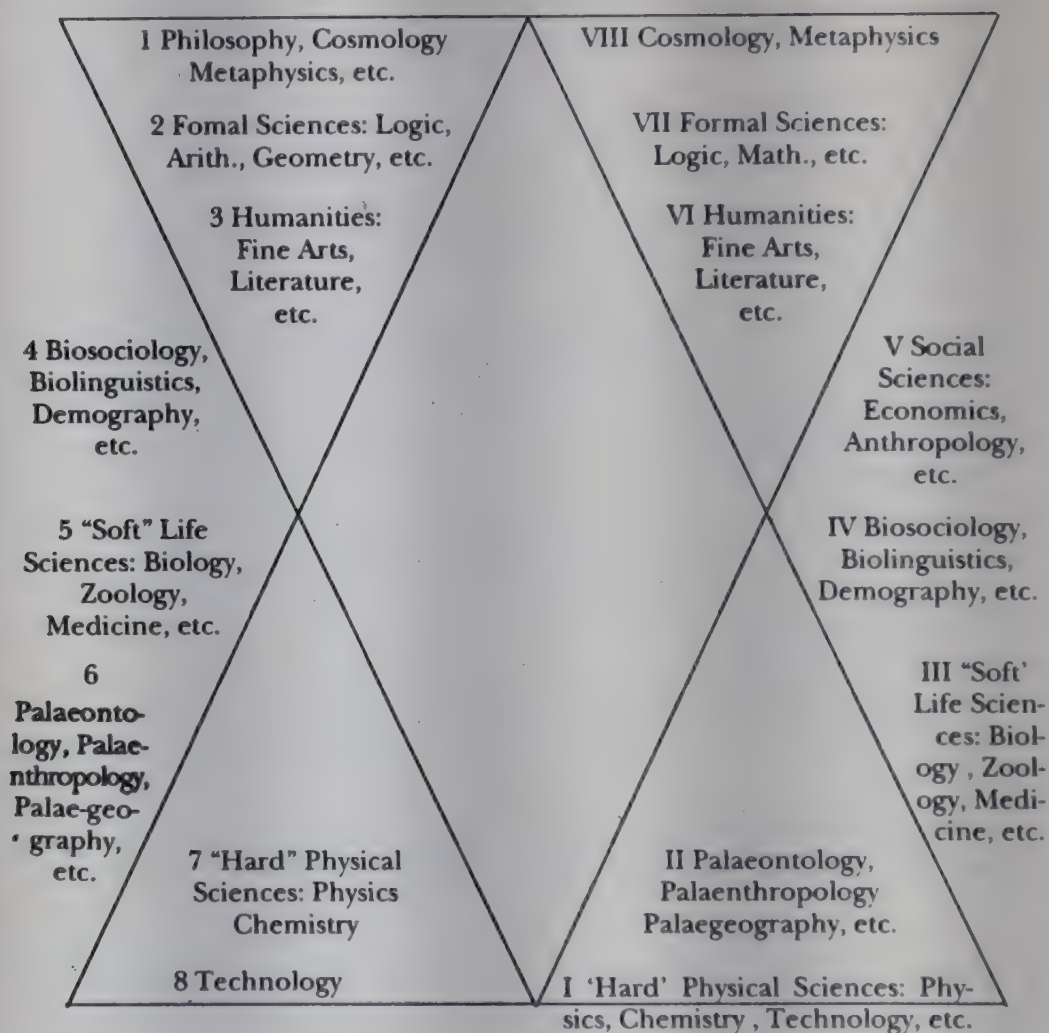 1 Philosophy, Cosmology
Metaphysics, etc.
2 Fomal Sciences: Logic,
Arith., Geometry, etc.
3 Humanities:
Fine Arts,
Literature,
etc.
4 Biosociology,
Biolinguistics,
Demography,
etc.
5 “Soft” Life
Sciences: Biology,
Zoology,
Medicine, etc.
6
Palaeonto-
logy, Palae-
nthropology,
Palae-geo-
graphy,
etc.
7 “Hard” Physical
Sciences: Physics
Chemistry
8 Technology
VIII Cosmology, Metaphysics
VII Formal Sciences:
Logic, Math., etc.
VI Humanities:
Fine Arts,
Literature,
etc.
V Social
Sciences:
Economics,
Anthropology,
etc.
IV Biosociology,
Biolinguistics,
Demography, etc.
III “Soft’
Life Scien-
ces: Biol-
ogy , Zool-
ogy, Medi-
cine, etc.
II Palaeontology,
Palaenthropology
Palaegeography, etc.
I ‘Hard’ Physical Sciences: Phy-
sics, Chemistry , Technology, etc.